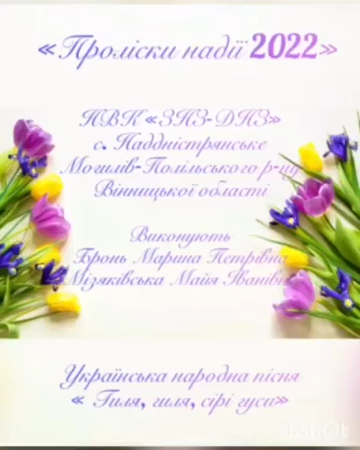 «Проліски надії 2022»
НВК «ЗНЗ-ДНЗ»
с. Наддністрянське
Могилів-Подільського р-ну
Вінницької області
Виконують
Бронь Марина Петрівна
Мізяківська Майя Іванівна
Українська народна пісня
« Гиля, гиля, сірі гуси»